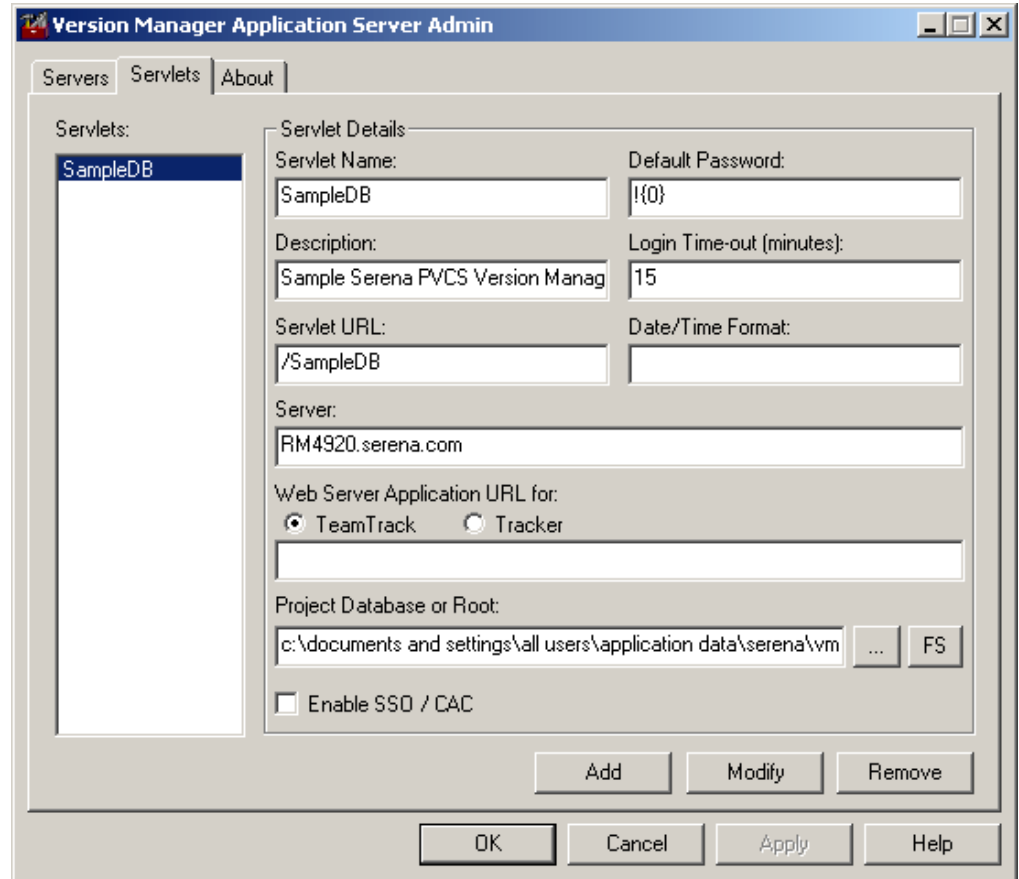 Version Manager Application Server Admin
Servers Servlets About
Servlets:
SampleDB
Servlet Details
Servlet Name:
SampleDB
Default Password:
!{0}
Description:
Sample Serena PVCS Version Manag
Login Time-out (minutes):
15
Servlet URL:
/SampleDB
Date/Time Format:
Server:
RM4920.serena.com
Web Server Application URL for:
TeamTrack Tracker
Project Database or Root:
c:\documents and settings\all users\application data\serena\vm
... FS
Enable SSO / CAC
Add Modify Remove
OK Cancel Apply Help